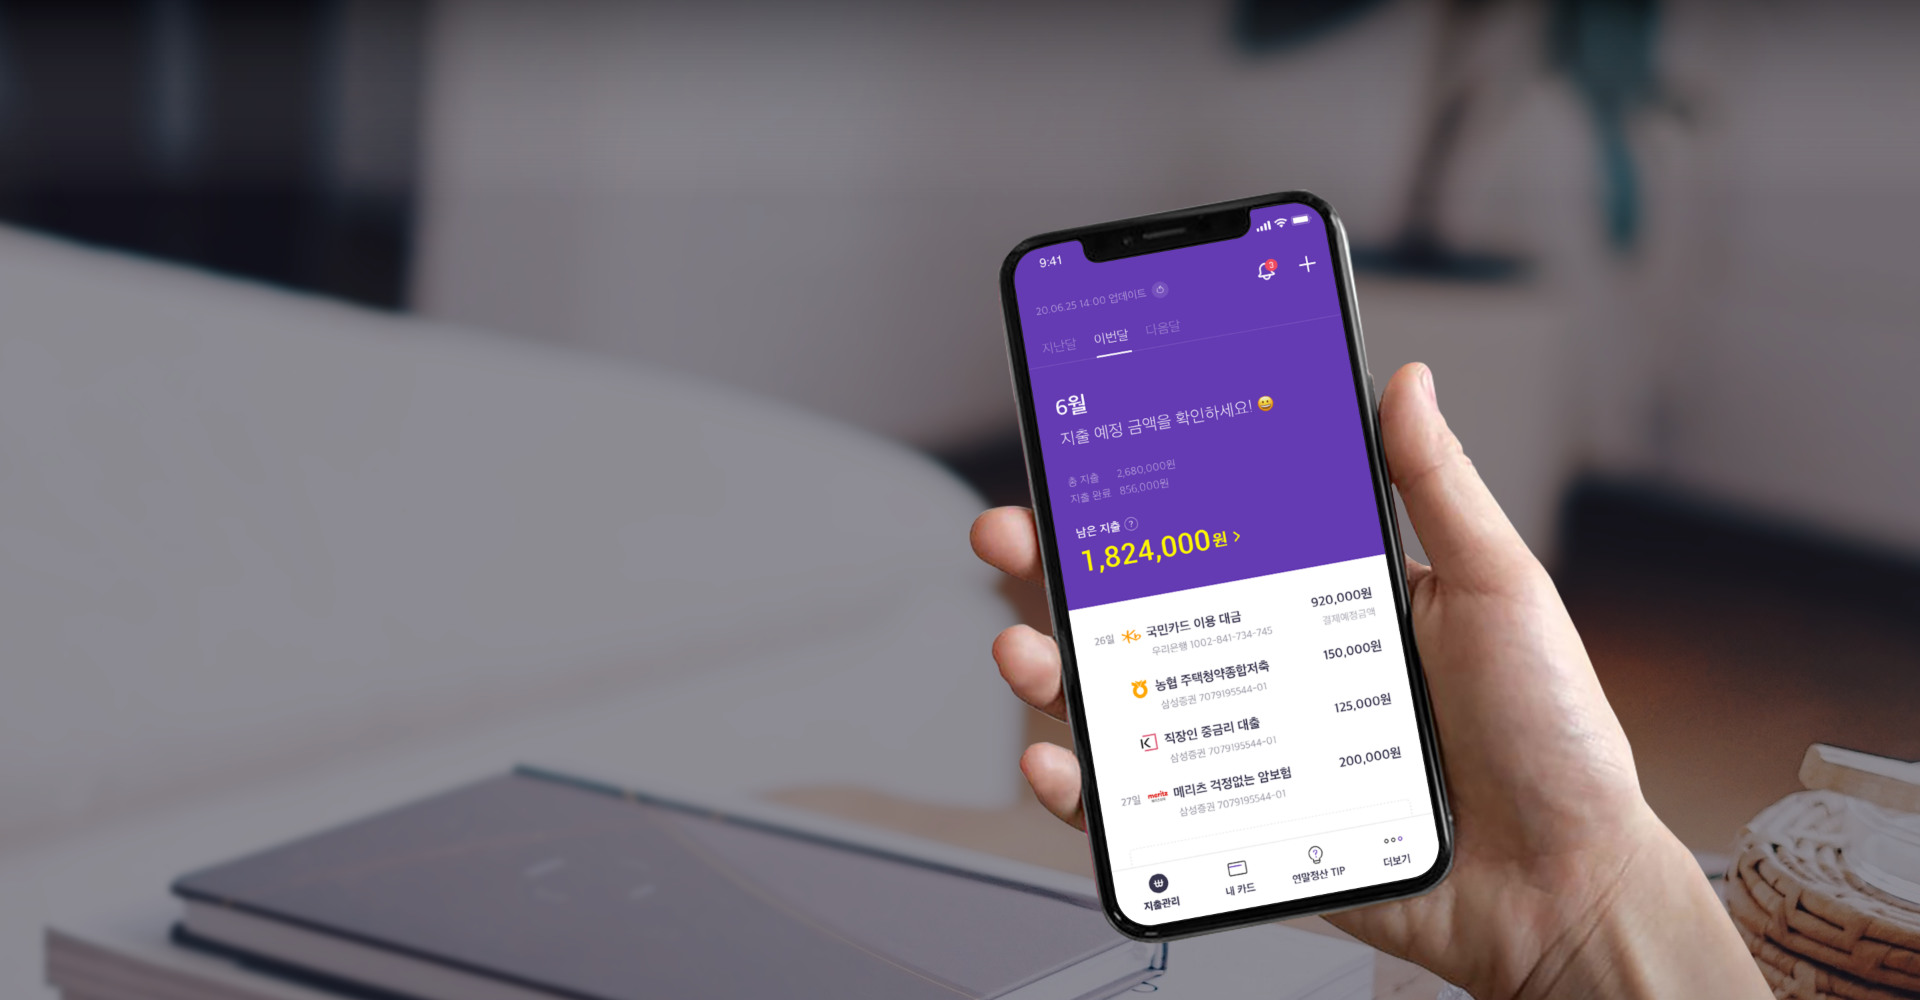 9:41
3
20.06.25 14:00 업데이트
지난달 이번달 다음달
6월
지출 예정 금액을 확인하세요! 😀
총 지출 2,680,000원
지출 완료 856,000원
남은 지출 ?
1,824,000원 >
26일 국민카드 이용 대금 920,000원
우리은행 1002-841-734-745 결제예정금액
농협 주택청약종합저축 150,000원
삼성증권 7079195544-01
직장인 중금리 대출 125,000원
삼성증권 7079195544-01
27일 meritz 메리츠 걱정없는 암보험 200,000원
삼성증권 7079195544-01
지출관리 내 카드 연말정산 TIP 더보기